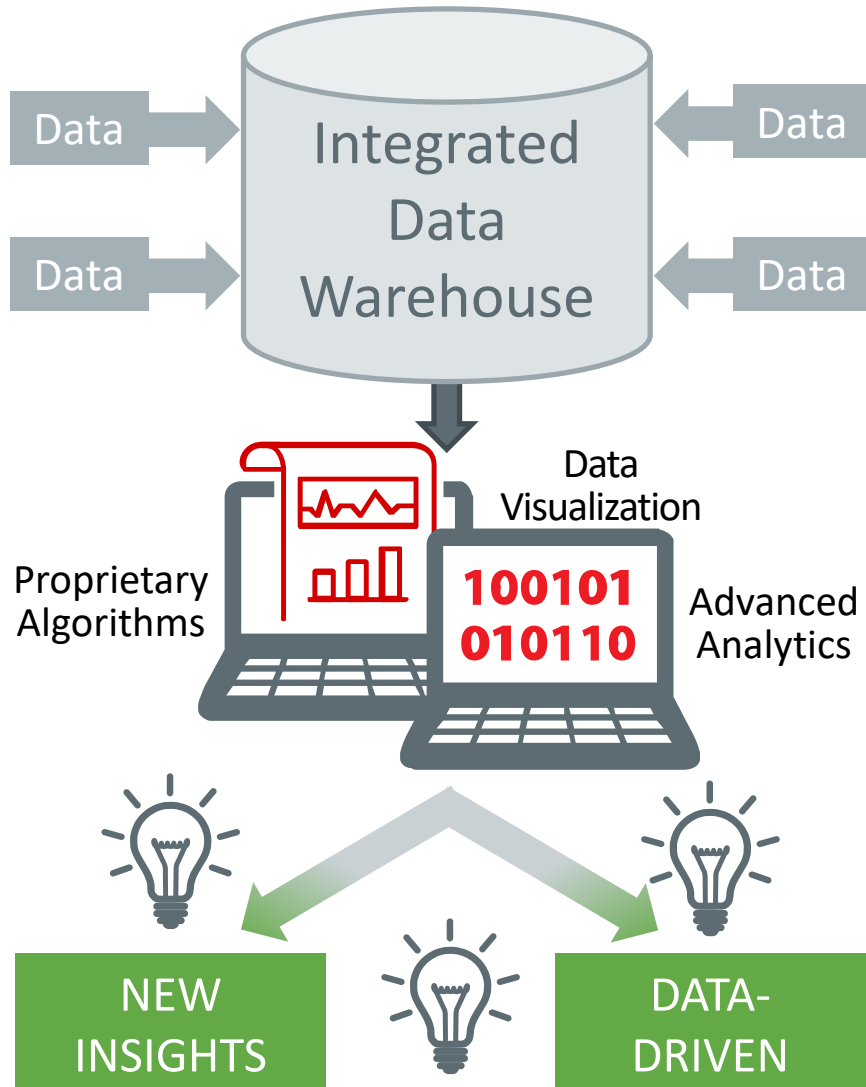 Data
Data
Integrated
Data
Warehouse
Data
Data
Data
Visualization
Proprietary
Algorithms
100101
010110
Advanced
Analytics
NEW
INSIGHTS
DATA-
DRIVEN